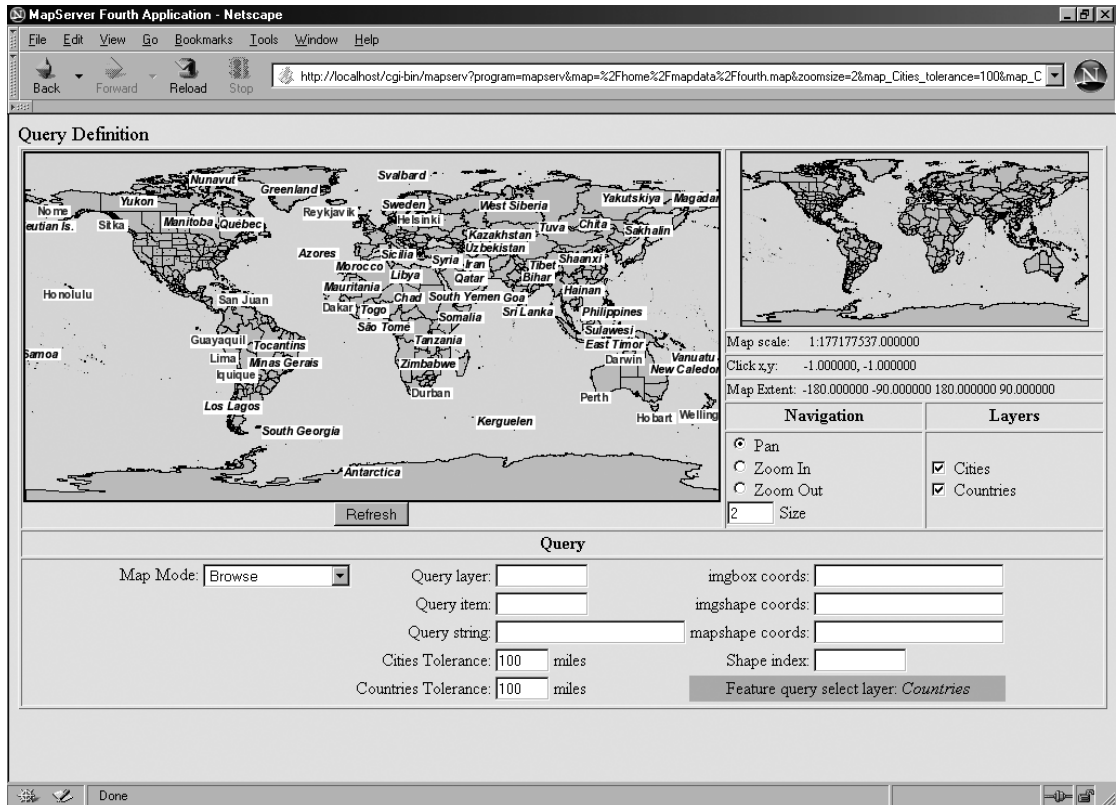 MapServer Fourth Application - Netscape
File Edit View Go Bookmarks Tools Window Help
Back Forward Reload Stop
http://localhost/cgi-bin/mapserv?program=mapserv&map=%2Fhome%2Fmapdata%2Ffourth.map&zoomsize=2&map_Cities_tolerance=100&map_C
N
Query Definition
Nunavut
Svalbard
Greenland
Yukon
Sweden
West Siberia
Yakutskiya
Magadan
Nome
Reykjavik
Helsinki
eutian Is.
Sitka
Manitoba
Québec
Kazakhstan
Tuva
Chita
Sakhalin
Azores
Sicilia
Uzbekistan
Morocco
Syria
Iran
Tibet
Shaanxi
Libya
Qatar
Bihar
Mauritania
Hainan
Honolulu
San Juan
Chad
South Yemen
Goa
Dakar
Togo
Somalia
Sri Lanka
Philippines
São Tomé
Sulawesi
Guayaquil
Tocantins
Tanzania
East Timor
Samoa
Lima
Minas Gerais
Zimbabwe
Darwin
Vanuatu
Iquique
New Caledon
Durban
Perth
Los Lagos
Hobart
Welling
South Georgia
Kerguelen
Antarctica
Refresh
Map scale: 1:177177537.000000
Click x,y: -1.000000, -1.000000
Map Extent: -180.000000 -90.000000 180.000000 90.000000
Navigation
Layers
Pan
Zoom In
Zoom Out
2 Size
Cities
Countries
Query
Map Mode: Browse
Query layer:
imgbox coords:
Query item:
imgshape coords:
Query string:
mapshape coords:
Cities Tolerance: 100 miles
Shape index:
Countries Tolerance: 100 miles
Feature query select layer: Countries
Done